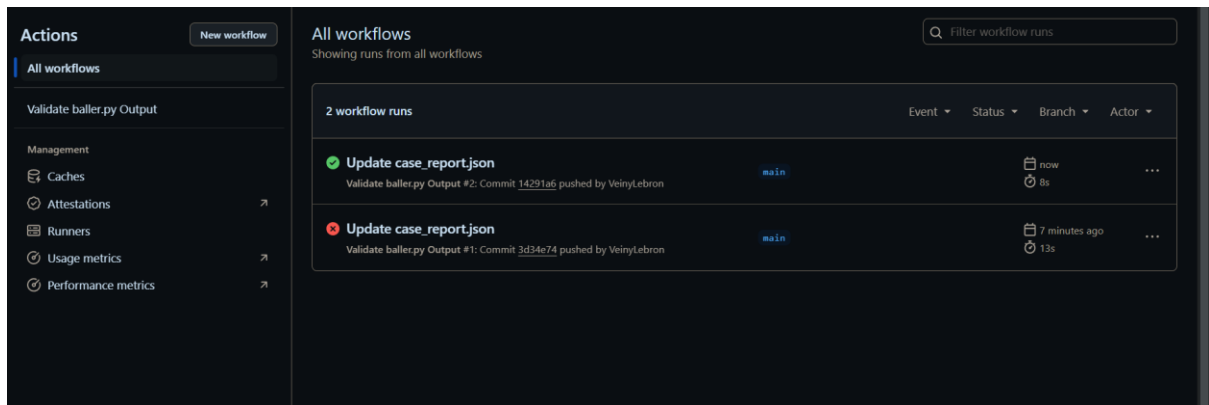 Actions
New workflow
All workflows
Validate baller.py Output
Management
Caches
Attestations
Runners
Usage metrics
Performance metrics
All workflows
Showing runs from all workflows
Filter workflow runs
2 workflow runs
Event
Status
Branch
Actor
Update case_report.json
Validate baller.py Output #2: Commit 14291a6 pushed by VeinyLebron
main
now
8s
Update case_report.json
Validate baller.py Output #1: Commit 3d34e74 pushed by VeinyLebron
main
7 minutes ago
13s